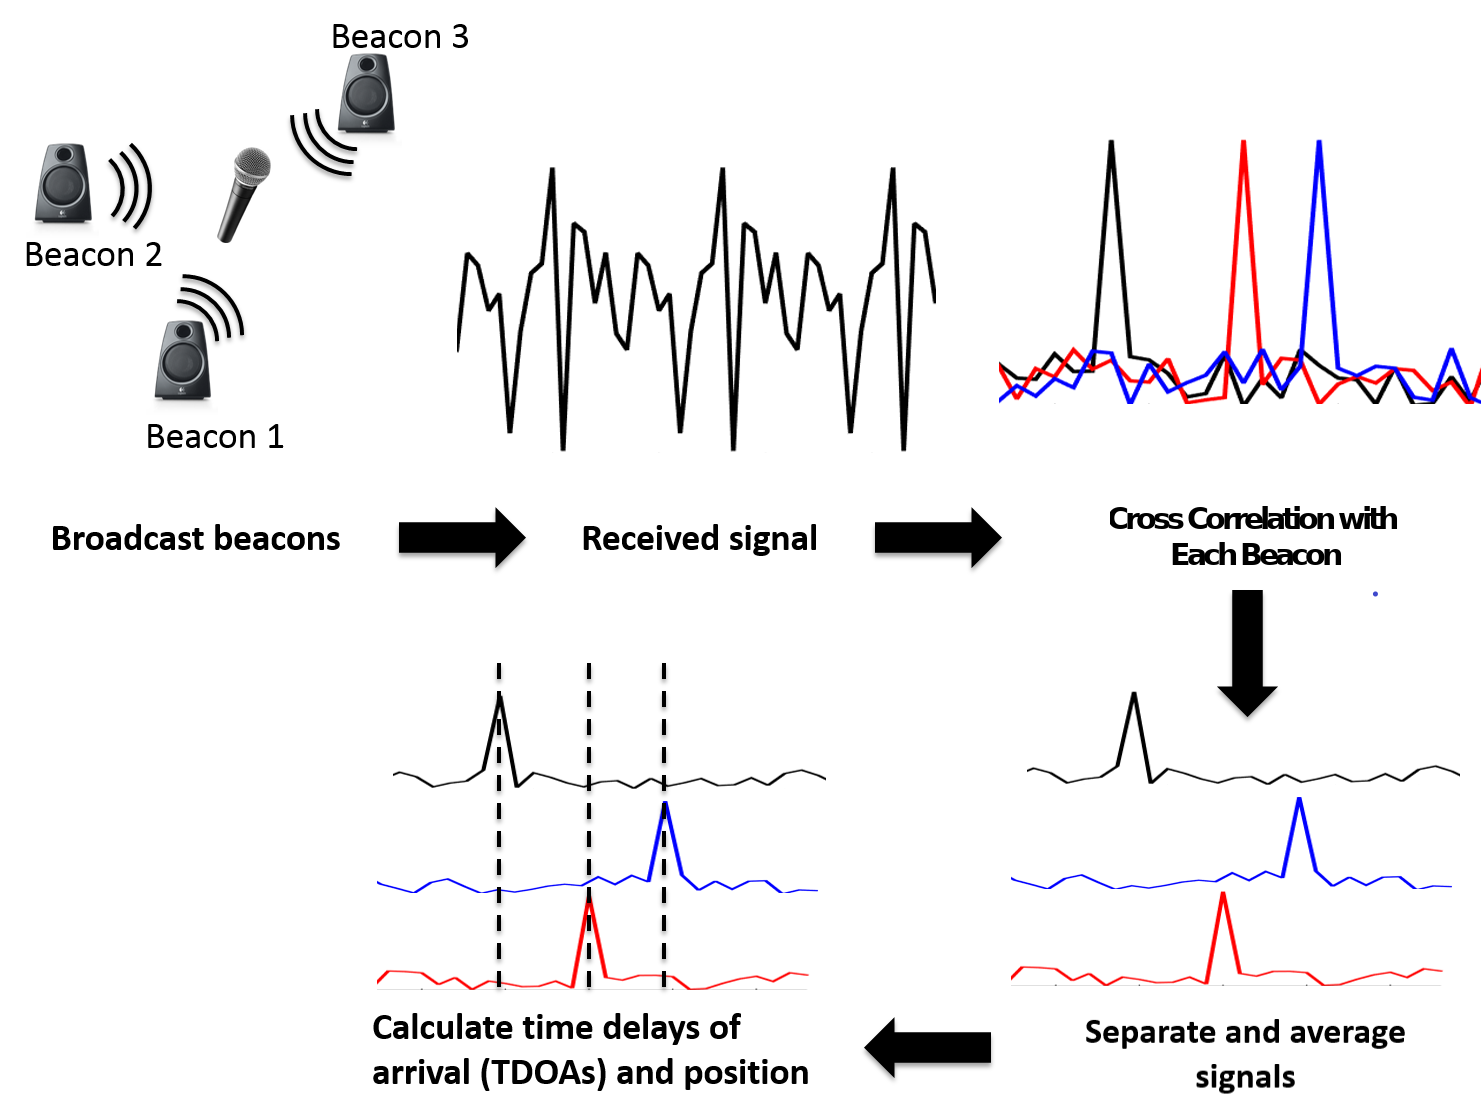 Beacon 3
Beacon 2
Beacon 1
Broadcast beacons
Received signal
Cross Correlation with
Each Beacon
Calculate time delays of
arrival (TDOAs) and position
Separate and average
signals